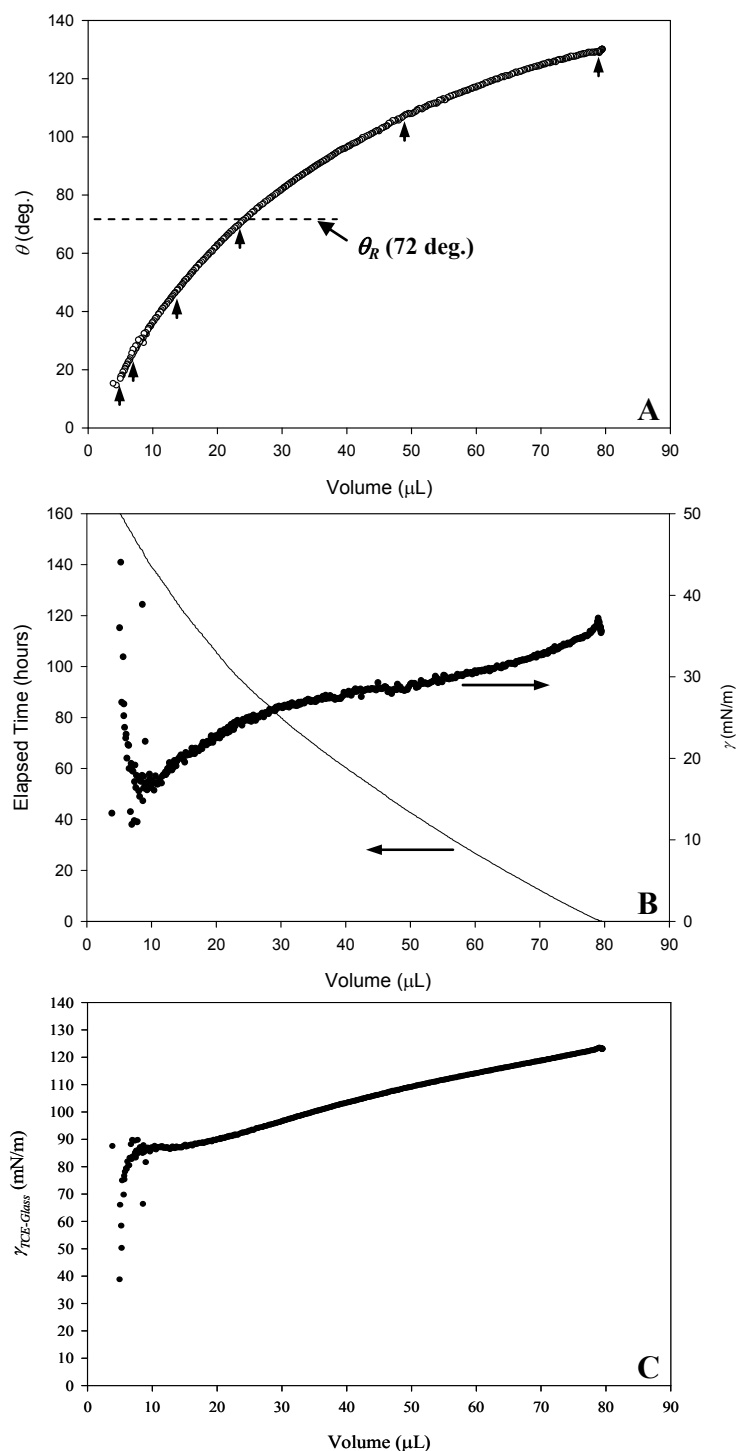 140
120
100
80
60
40
20
0
θ (deg.)
θR (72 deg.)
A
0 10 20 30 40 50 60 70 80 90
Volume (μL)
160
140
120
100
80
60
40
20
0
Elapsed Time (hours)
50
40
30
20
10
0
γ (mN/m)
B
0 10 20 30 40 50 60 70 80 90
Volume (μL)
140
130
120
110
100
90
80
70
60
50
40
30
20
10
0
γTCE-Glass (mN/m)
C
0 10 20 30 40 50 60 70 80 90
Volume (μL)